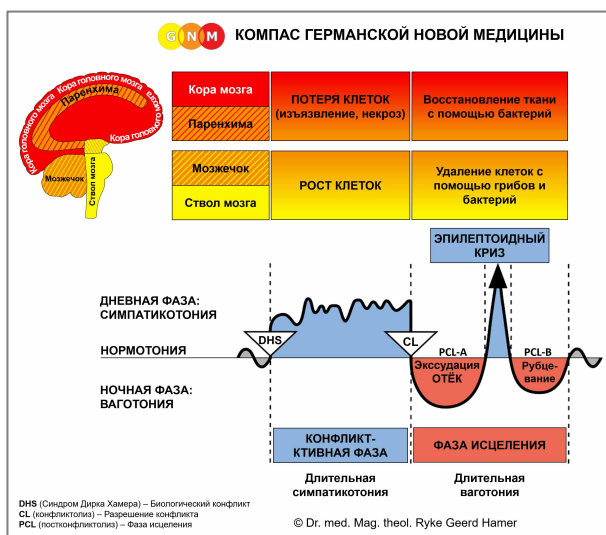 G N M
КОМПАС ГЕРМАНСКОЙ НОВОЙ МЕДИЦИНЫ
Кора головного мозга
Кора головного мозга
Кора головного мозга
Паренхима
Кора головного
Мозжечок
Ствол мозга
Кора мозга
Паренхима
ПОТЕРЯ КЛЕТОК
(изъязвление, некроз)
Восстановление ткани
с помощью бактерий
Мозжечок
Ствол мозга
РОСТ КЛЕТОК
Удаление клеток с
помощью грибов и
бактерий
ЭПИЛЕПТОИДНЫЙ
КРИЗ
ДНЕВНАЯ ФАЗА:
СИМПАТИКОТОНИЯ
НОРМОТОНИЯ
НОЧНАЯ ФАЗА:
ВАГОТОНИЯ
DHS
CL
PCL-A
Экссудация
ОТЁК
PCL-B
Рубце-
вание
КОНФЛИКТ-
КТИВНАЯ ФАЗА
ФАЗА ИСЦЕЛЕНИЯ
Длительная
симпатикотония
Длительная
ваготония
DHS (Синдром Дирка Хамера) – Биологический конфликт
CL (конфликтолиз) – Разрешение конфликта
PCL (постконфликтолиз) – Фаза исцеления
© Dr. med. Mag. theol. Ryke Geerd Hamer